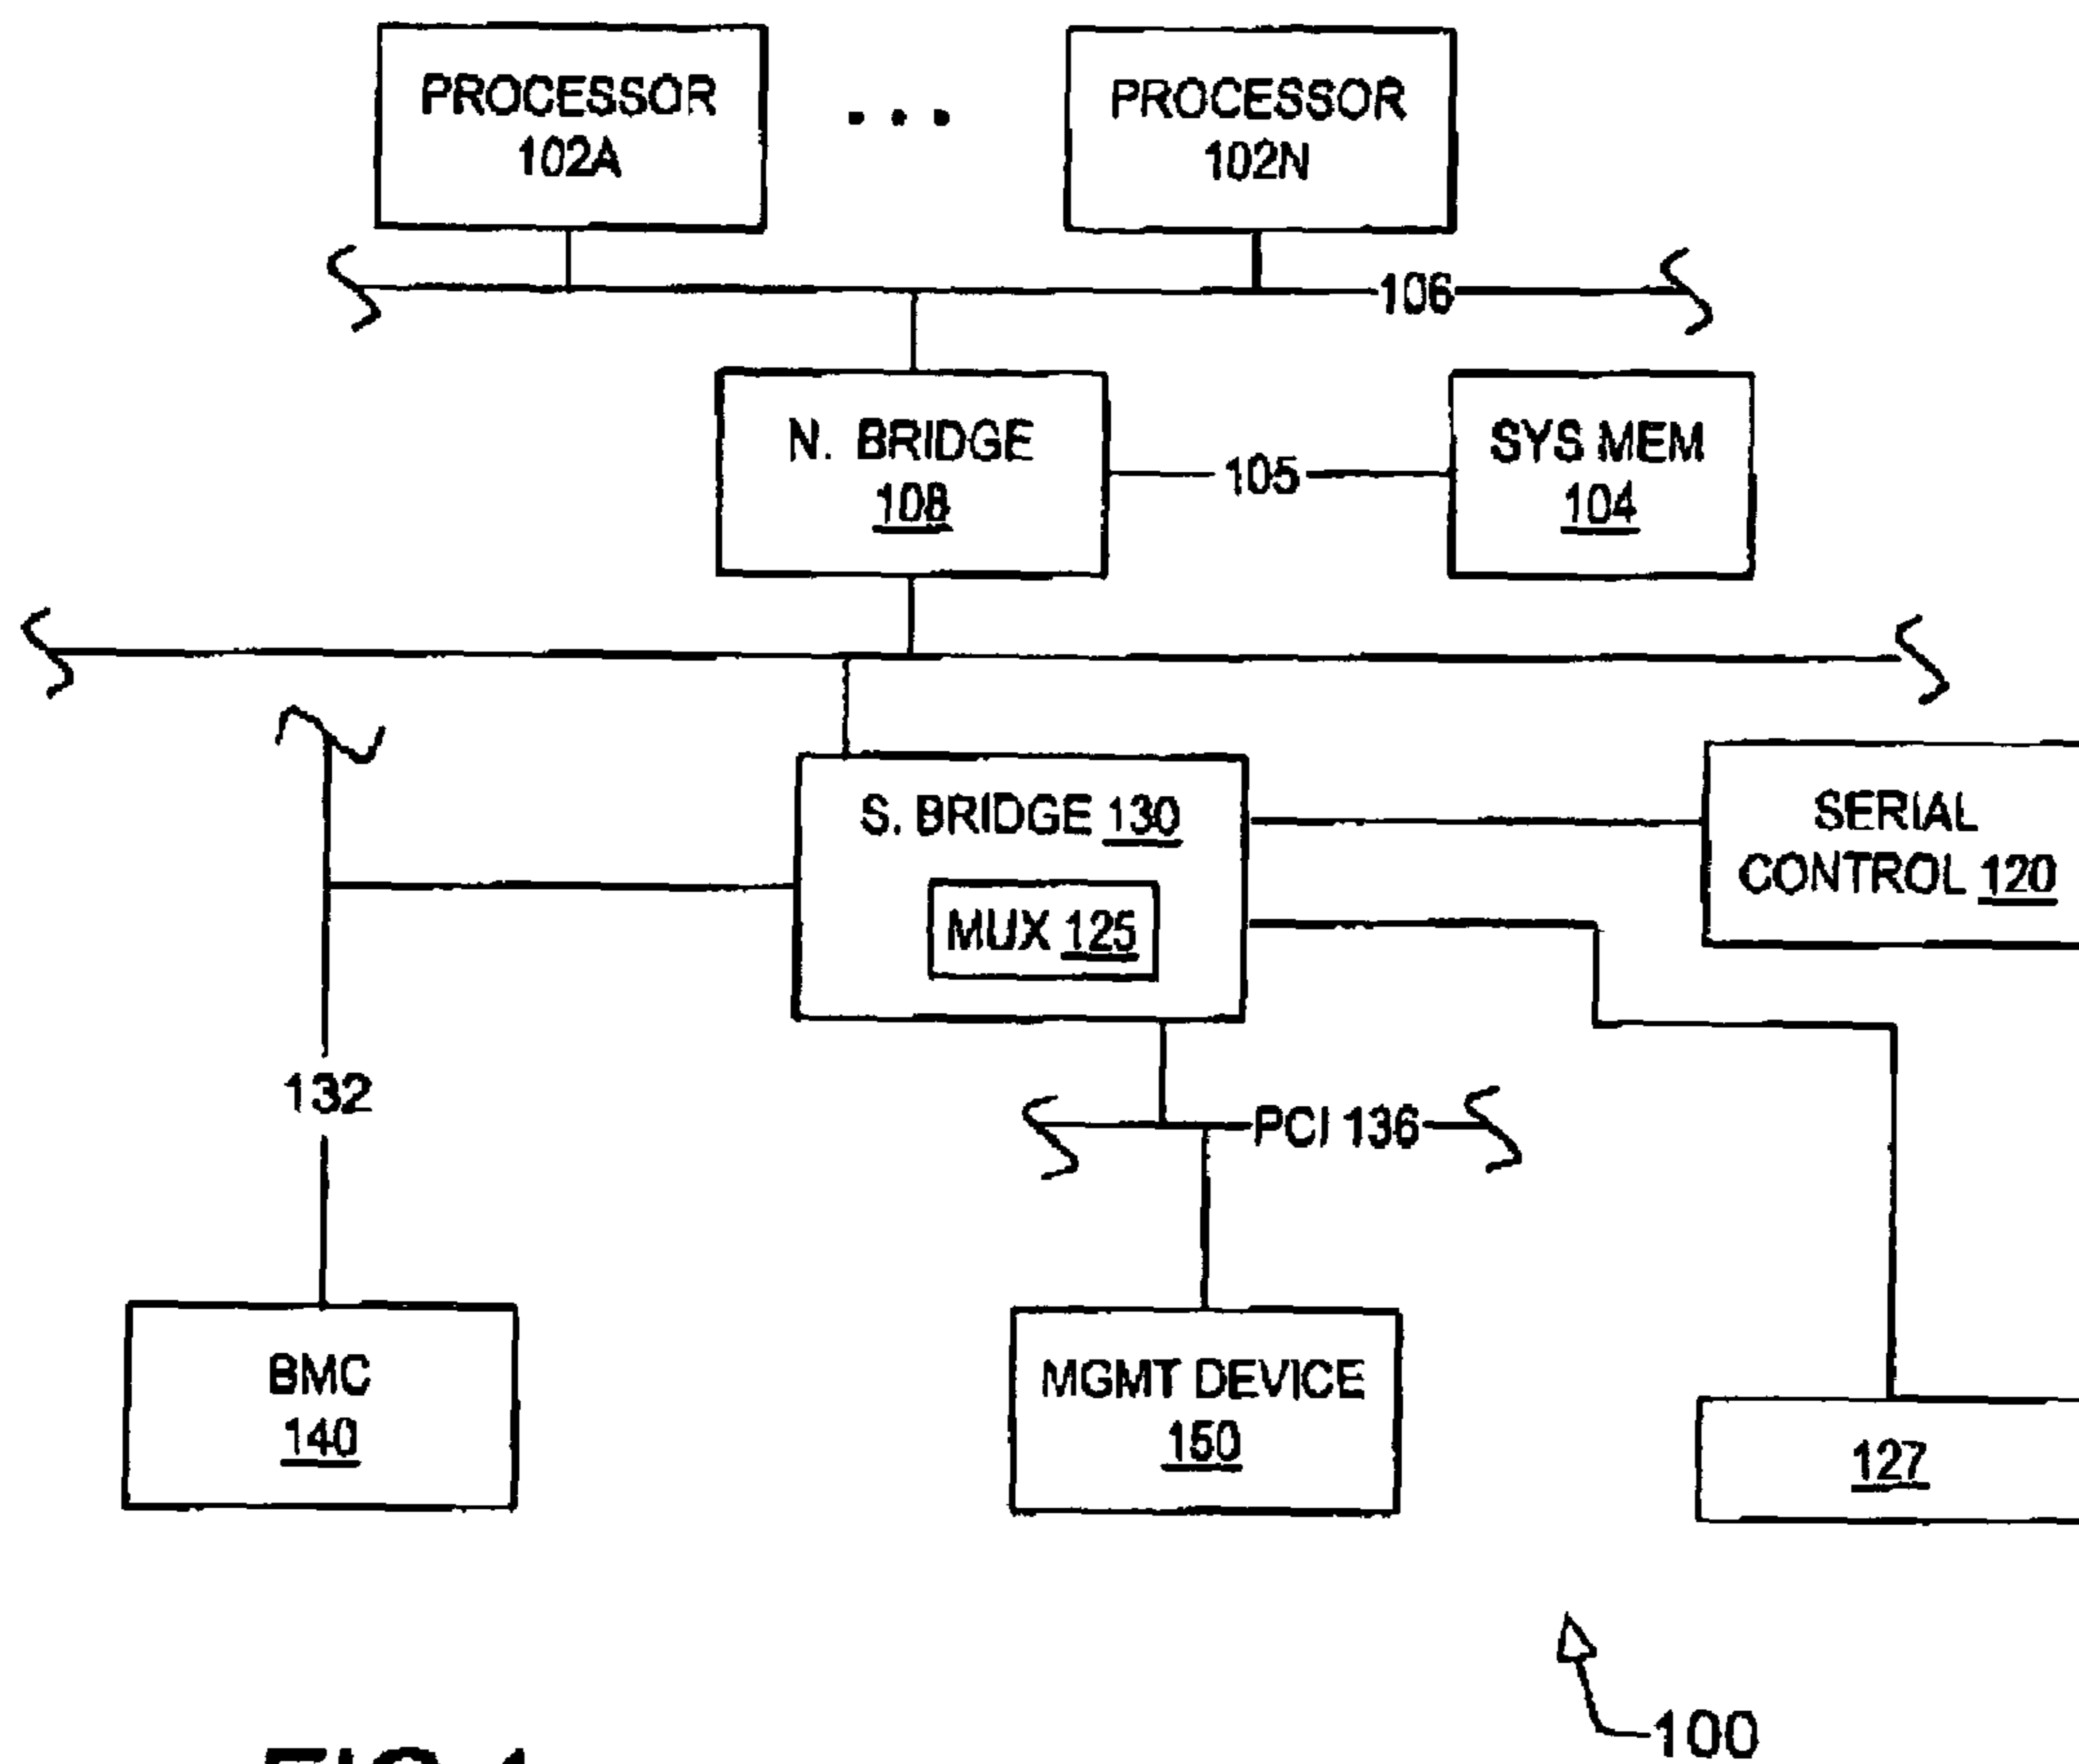 PROCESSOR
102A
. . .
PROCESSOR
102N
106
N. BRIDGE
108
105
SYS MEM
104
S. BRIDGE 130
MUX 125
SERIAL
CONTROL 120
132
PCI 136
BMC
140
MGMT DEVICE
150
127
100